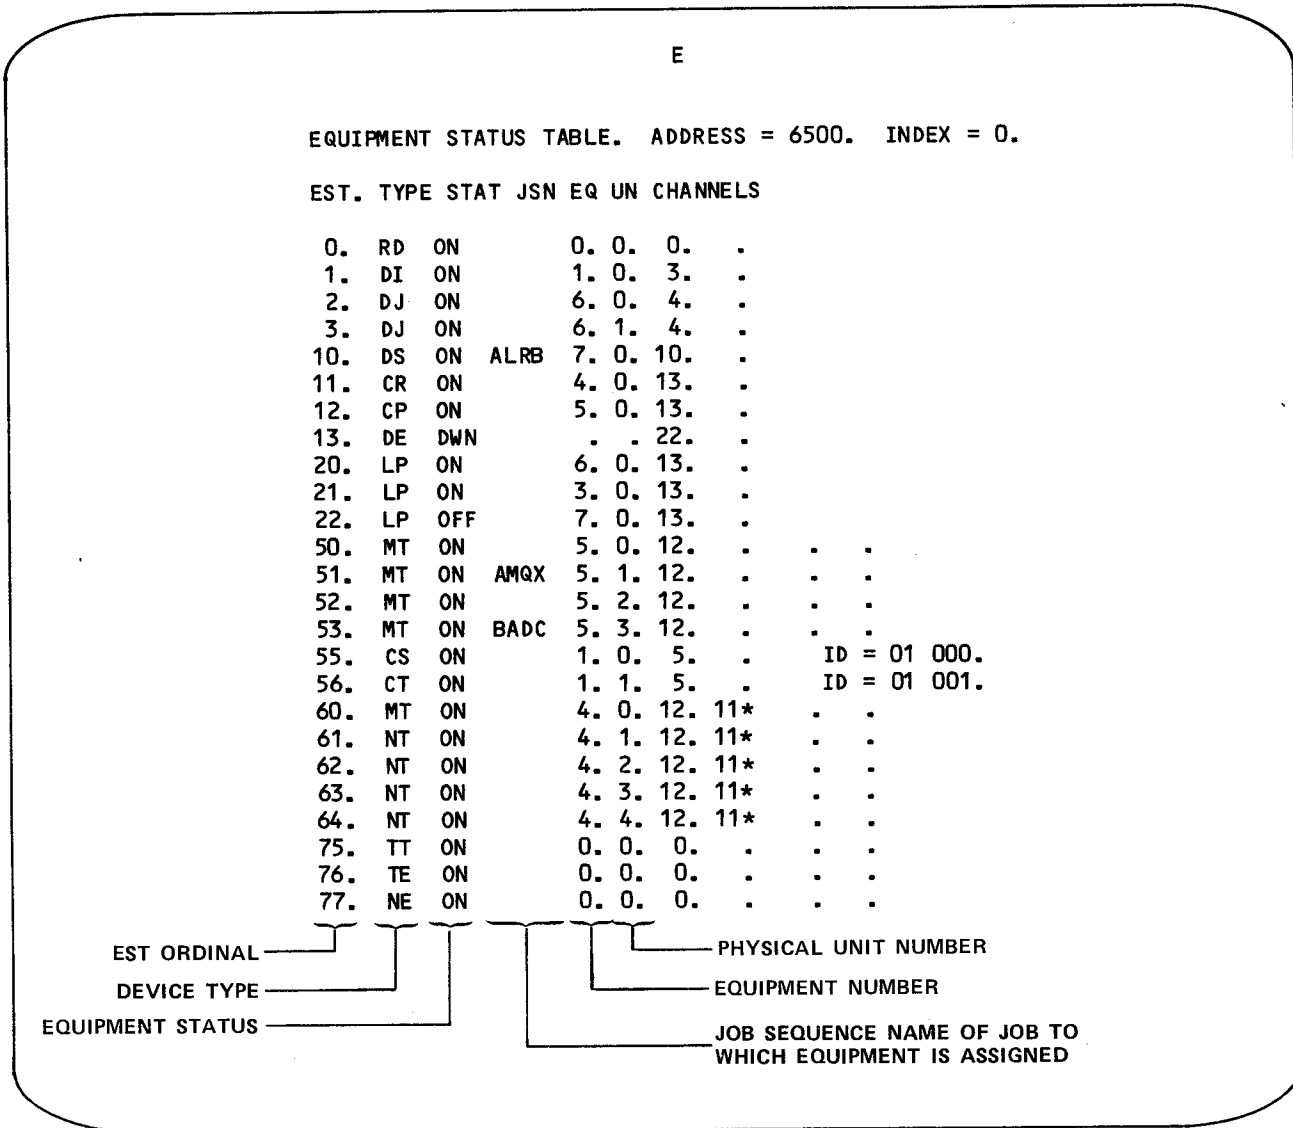 E
EQUIPMENT STATUS TABLE. ADDRESS = 6500. INDEX = 0.
EST. TYPE STAT JSN EQ UN CHANNELS
0. RD ON 0. 0. 0. .
1. DI ON 1. 0. 3. .
2. DJ ON 6. 0. 4. .
3. DJ ON 6. 1. 4. .
10. DS ON ALRB 7. 0. 10. .
11. CR ON 4. 0. 13. .
12. CP ON 5. 0. 13. .
13. DE DWN . . 22. .
20. LP ON 6. 0. 13. .
21. LP ON 3. 0. 13. .
22. LP OFF 7. 0. 13. .
50. MT ON 5. 0. 12. . . .
51. MT ON AMQX 5. 1. 12. . . .
52. MT ON 5. 2. 12. . . .
53. MT ON BADC 5. 3. 12. . . .
55. CS ON 1. 0. 5. . ID = 01 000.
56. CT ON 1. 1. 5. . ID = 01 001.
60. MT ON 4. 0. 12. 11* . .
61. NT ON 4. 1. 12. 11* . .
62. NT ON 4. 2. 12. 11* . .
63. NT ON 4. 3. 12. 11* . .
64. NT ON 4. 4. 12. 11* . .
75. TT ON 0. 0. 0. . . .
76. TE ON 0. 0. 0. . . .
77. NE ON 0. 0. 0. . . .
EST ORDINAL
PHYSICAL UNIT NUMBER
DEVICE TYPE
EQUIPMENT NUMBER
EQUIPMENT STATUS
JOB SEQUENCE NAME OF JOB TO
WHICH EQUIPMENT IS ASSIGNED